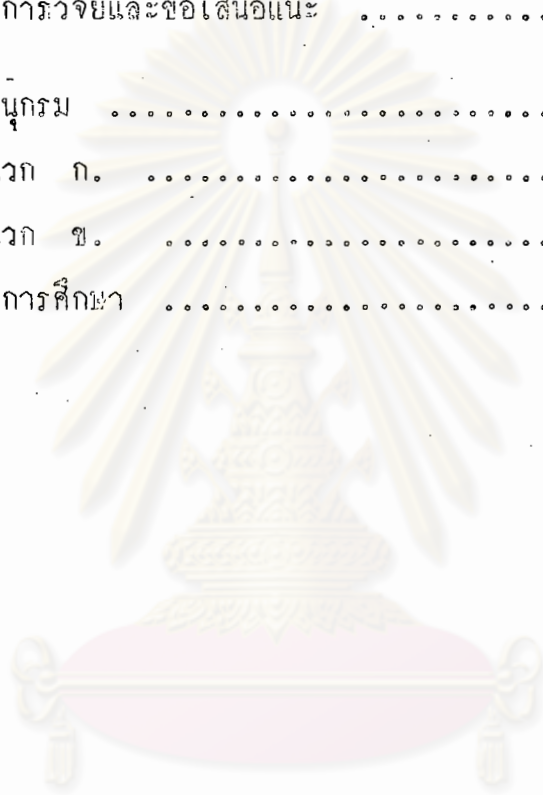 การวิจัยและข้อเสนอแนะ ............
นุกรม ............................
วก ก. ............................
วก ข. ............................
การศึกษา ............................